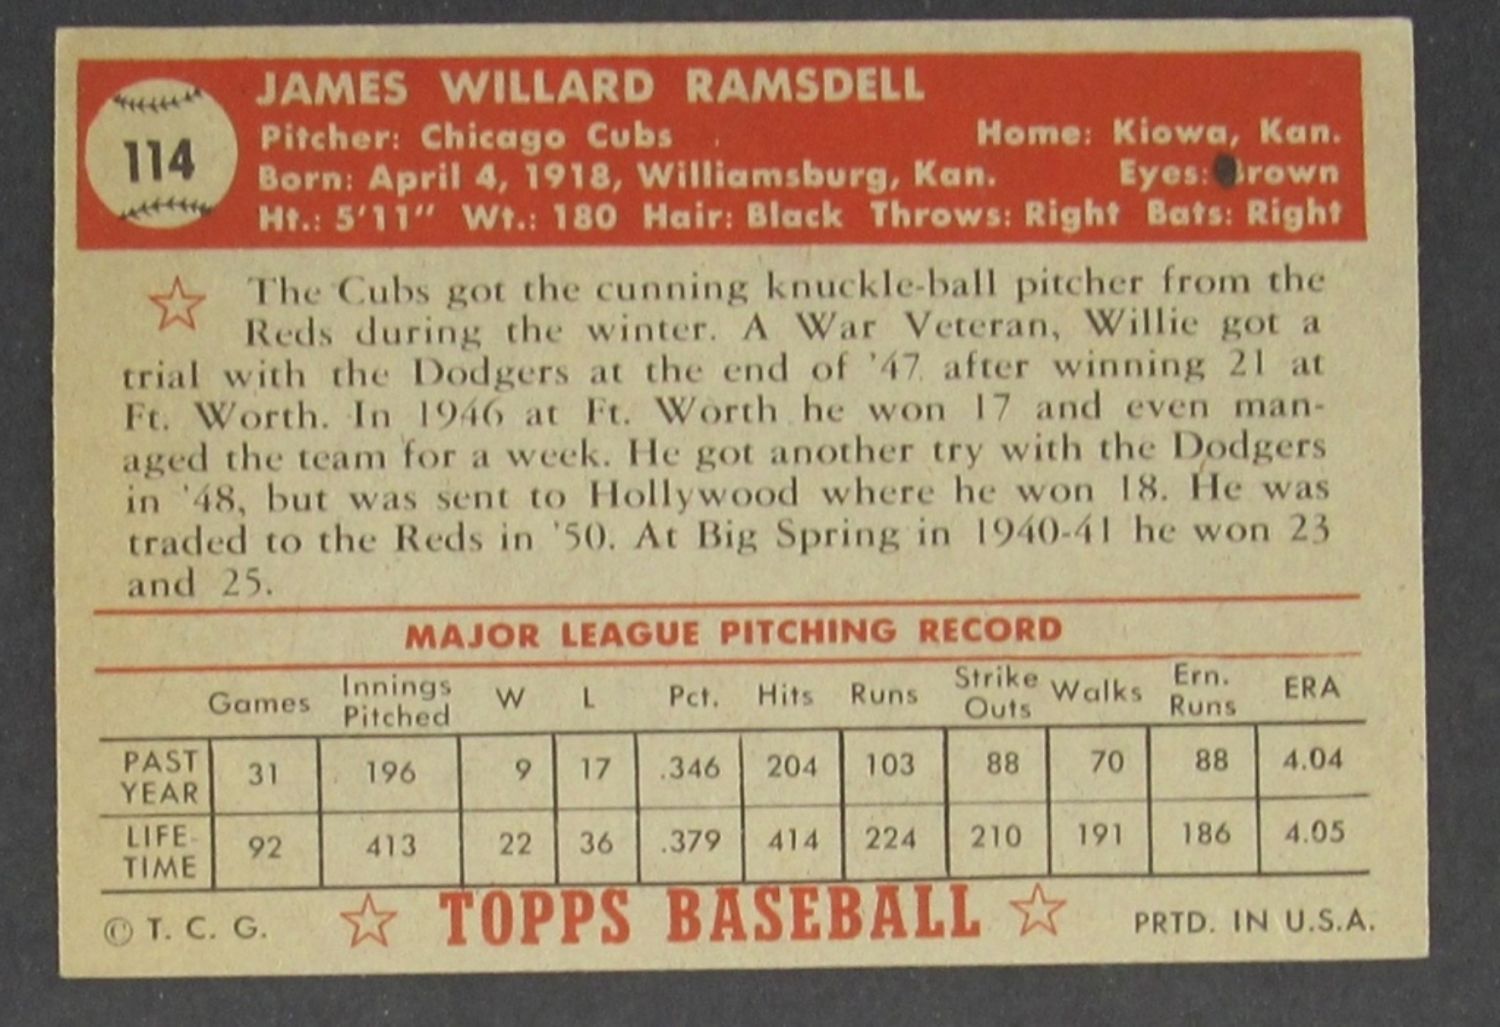 114
JAMES WILLARD RAMSDELL
Pitcher: Chicago Cubs Home: Kiowa, Kan.
Born: April 4, 1918, Williamsburg, Kan. Eyes: Brown
Ht.: 5'11" Wt.: 180 Hair: Black Throws: Right Bats: Right
The Cubs got the cunning knuckle-ball pitcher from the
Reds during the winter. A War Veteran, Willie got a
trial with the Dodgers at the end of '47 after winning 21 at
Ft. Worth. In 1946 at Ft. Worth he won 17 and even man-
aged the team for a week. He got another try with the Dodgers
in '48, but was sent to Hollywood where he won 18. He was
traded to the Reds in '50. At Big Spring in 1940-41 he won 23
and 25.
MAJOR LEAGUE PITCHING RECORD
Games Innings Pitched W L Pct. Hits Runs Strike Outs Walks Ern. Runs ERA
PAST YEAR 31 196 9 17 .346 204 103 88 70 88 4.04
LIFE-TIME 92 413 22 36 .379 414 224 210 191 186 4.05
© T. C. G. TOPPS BASEBALL PRTD. IN U.S.A.